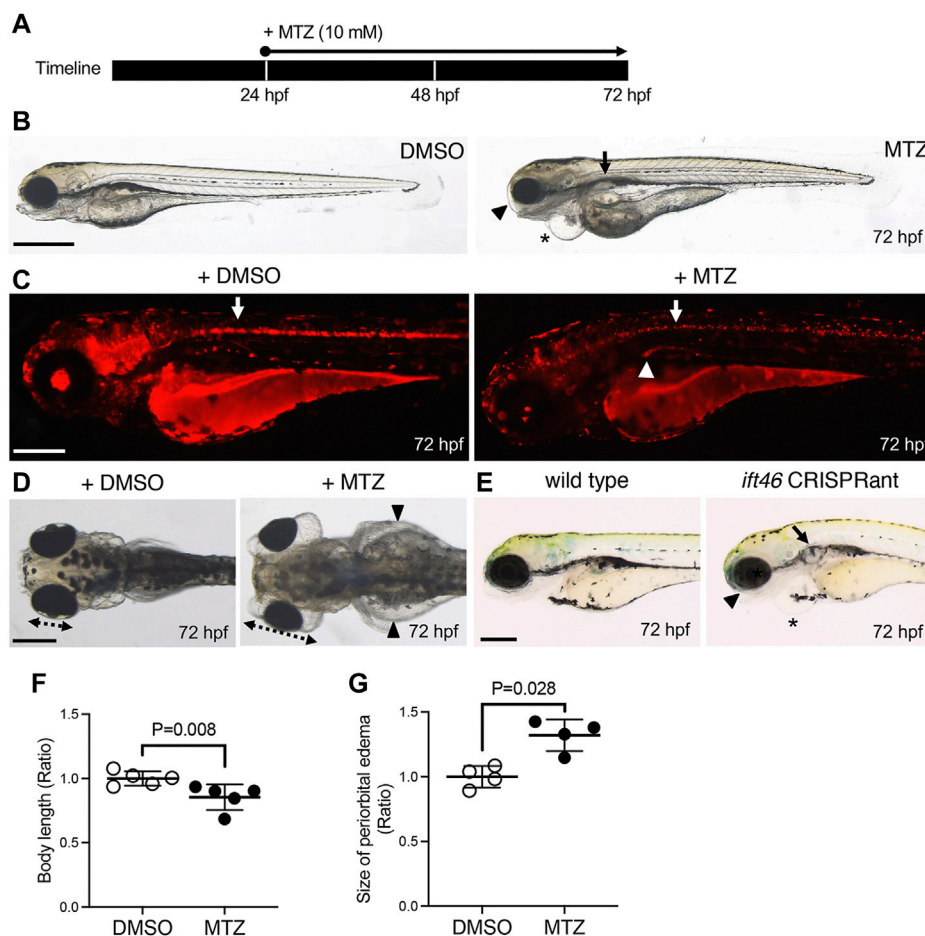 A
+ MTZ (10 mM)
Timeline
24 hpf
48 hpf
72 hpf
B
DMSO
MTZ
*
72 hpf
C
+ DMSO
+ MTZ
72 hpf
72 hpf
D
+ DMSO
+ MTZ
72 hpf
72 hpf
E
wild type
ift46 CRISPRant
*
*
72 hpf
72 hpf
F
P=0.008
Body length (Ratio)
1.5
1.0
0.5
0.0
DMSO
MTZ
G
P=0.028
Size of periorbital edema
(Ratio)
1.5
1.0
0.5
0.0
DMSO
MTZ